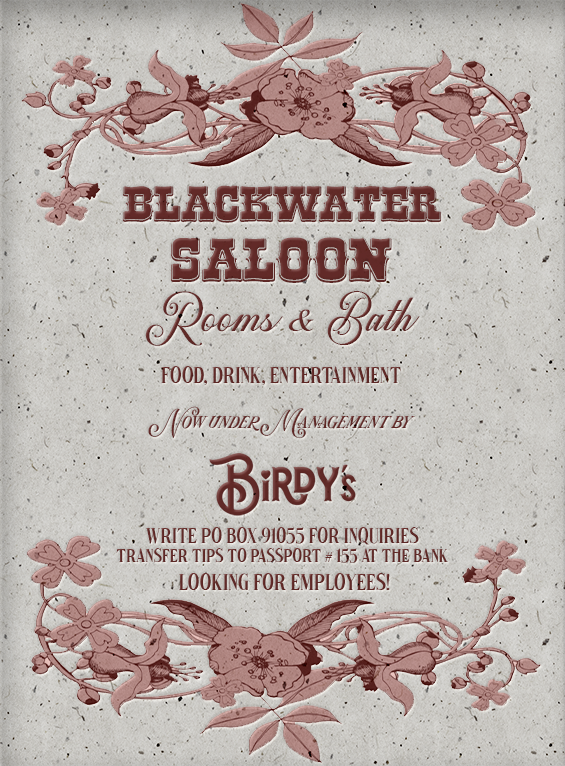 BLACKWATER
SALOON
Rooms & Bath
FOOD, DRINK, ENTERTAINMENT
Now under Management by
BiRDY's
WRITE PO BOX 91055 FOR INQUIRIES
TRANSFER TIPS TO PASSPORT # 155 AT THE BANK
LOOKING FOR EMPLOYEES!